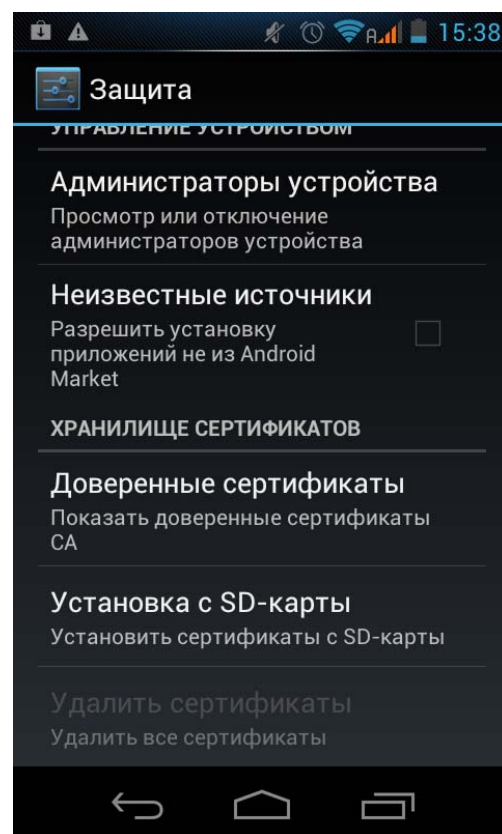 15:38
Защита
УПРАВЛЕНИЕ УСТРОЙСТВОМ
Администраторы устройства
Просмотр или отключение
администраторов устройства
Неизвестные источники
Разрешить установку
приложений не из Android
Market
ХРАНИЛИЩЕ СЕРТИФИКАТОВ
Доверенные сертификаты
Показать доверенные сертификаты
CA
Установка с SD-карты
Установить сертификаты с SD-карты
Удалить сертификаты
Удалить все сертификаты